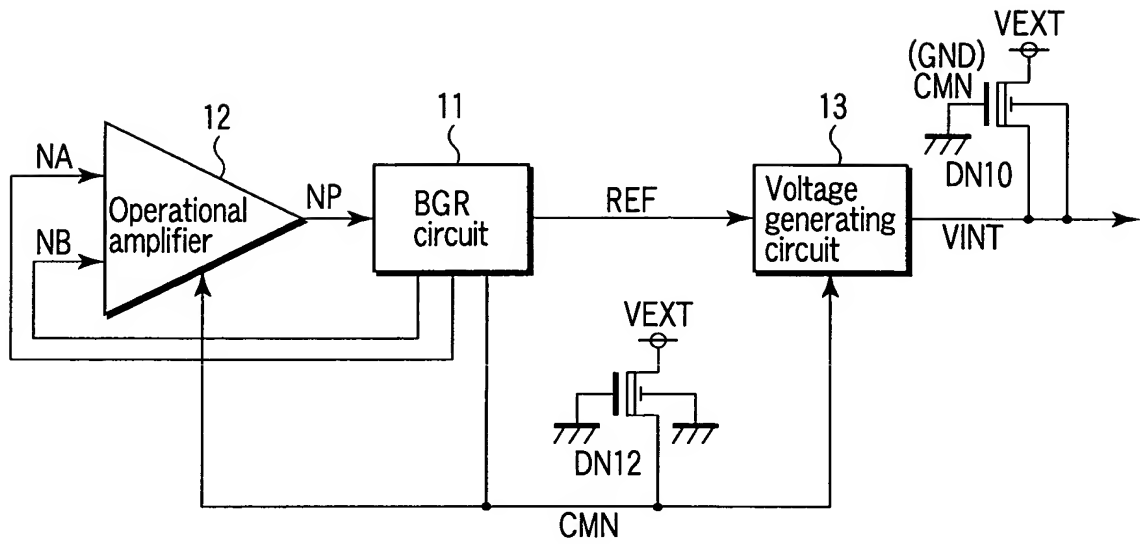 VEXT
(GND)
CMN
DN10
12
11
13
NA
NB
Operational
amplifier
NP
BGR
circuit
REF
Voltage
generating
circuit
VINT
VEXT
DN12
CMN